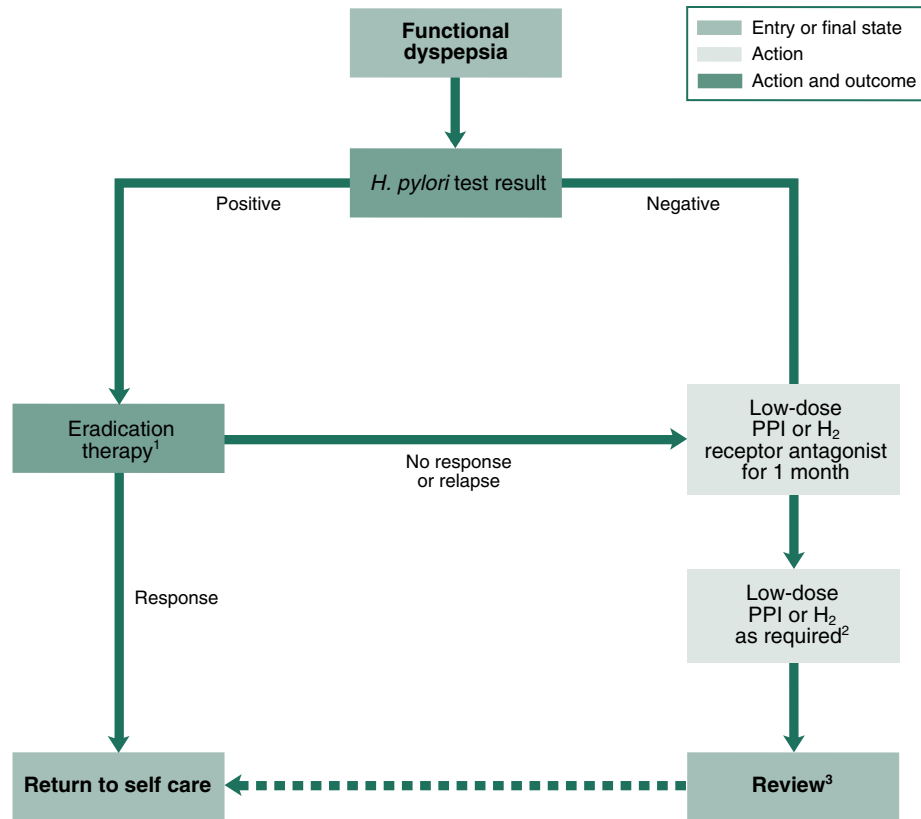 Functional
dyspepsia
Entry or final state
Action
Action and outcome
H. pylori test result
Positive
Negative
Eradication
therapy¹
No response
or relapse
Low-dose
PPI or H₂
receptor antagonist
for 1 month
Response
Low-dose
PPI or H₂
as required²
Return to self care
Review³